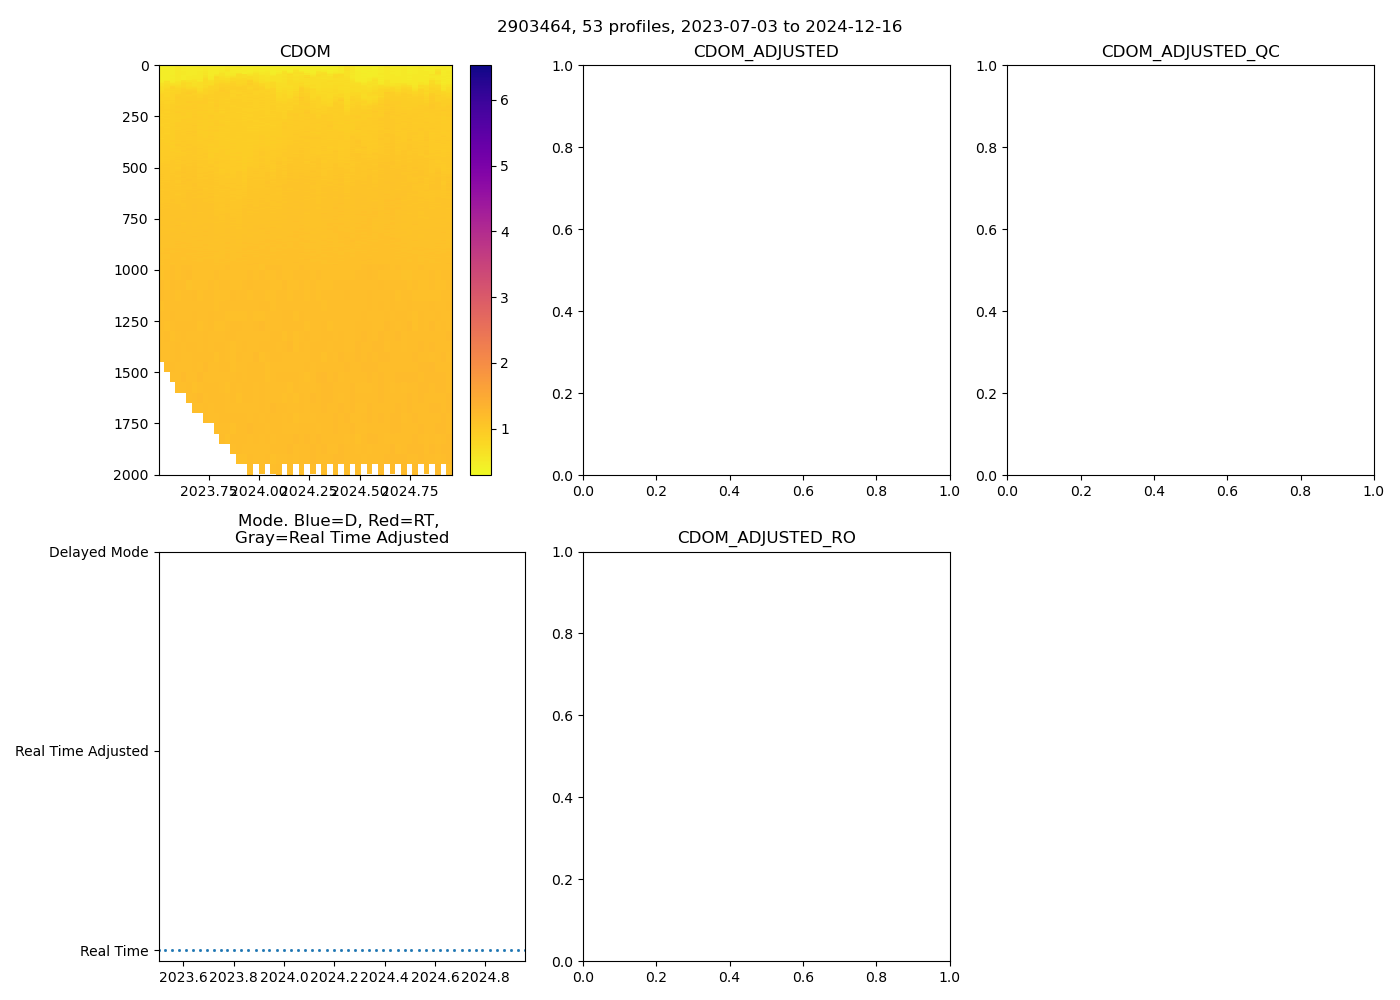 2903464, 53 profiles, 2023-07-03 to 2024-12-16
CDOM
0
250
500
750
1000
1250
1500
1750
2000
2023.75 2024.00 2024.25 2024.50 2024.75
6
5
4
3
2
1
CDOM_ADJUSTED
1.0
0.8
0.6
0.4
0.2
0.0
0.0 0.2 0.4 0.6 0.8 1.0
CDOM_ADJUSTED_QC
1.0
0.8
0.6
0.4
0.2
0.0
0.0 0.2 0.4 0.6 0.8 1.0
Mode. Blue=D, Red=RT,
Gray=Real Time Adjusted
Delayed Mode
Real Time Adjusted
Real Time
2023.6 2023.8 2024.0 2024.2 2024.4 2024.6 2024.8
CDOM_ADJUSTED_RO
1.0
0.8
0.6
0.4
0.2
0.0
0.0 0.2 0.4 0.6 0.8 1.0